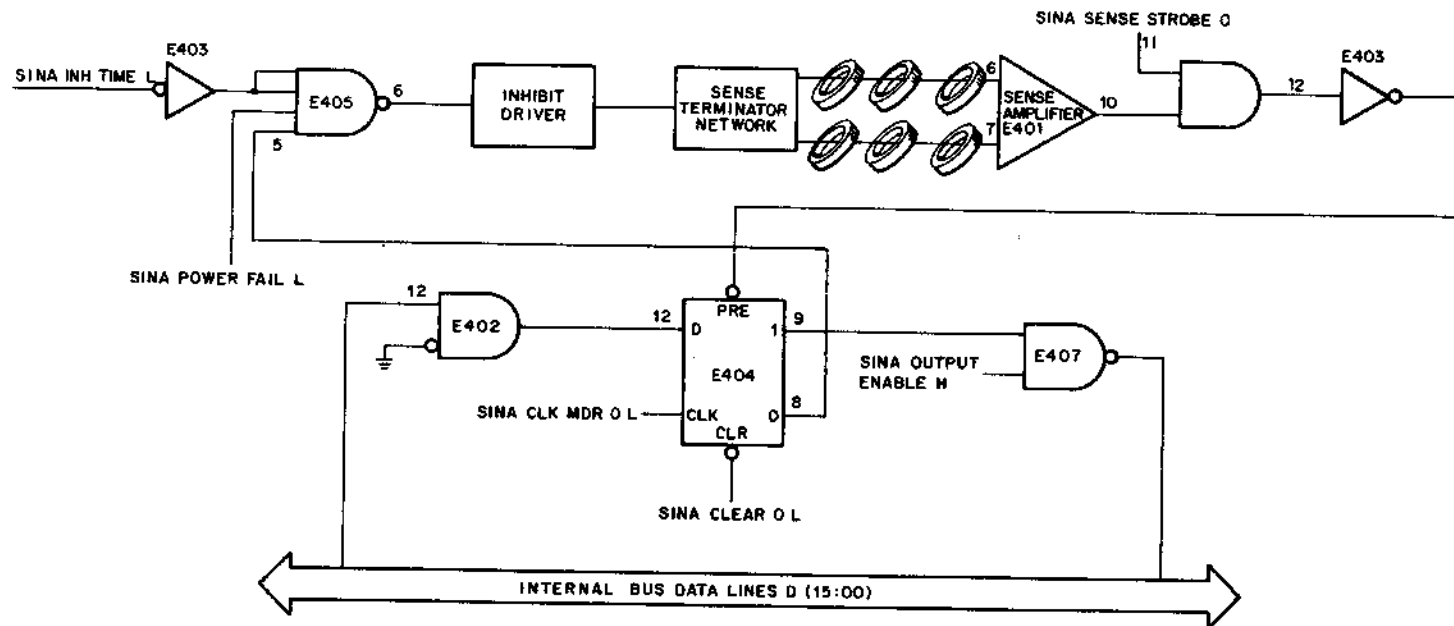 SINA SENSE STROBE 0
11
E403
E403
SINA INH TIME L
E405
6
INHIBIT
DRIVER
SENSE
TERMINATOR
NETWORK
6
SENSE
AMPLIFIER
E401
7
10
12
5
SINA POWER FAIL L
12
E402
12
PRE
D
1
9
E404
E407
SINA OUTPUT
ENABLE H
SINA CLK MDR 0 L
CLK
0
8
CLR
SINA CLEAR 0 L
INTERNAL BUS DATA LINES D (15:00)